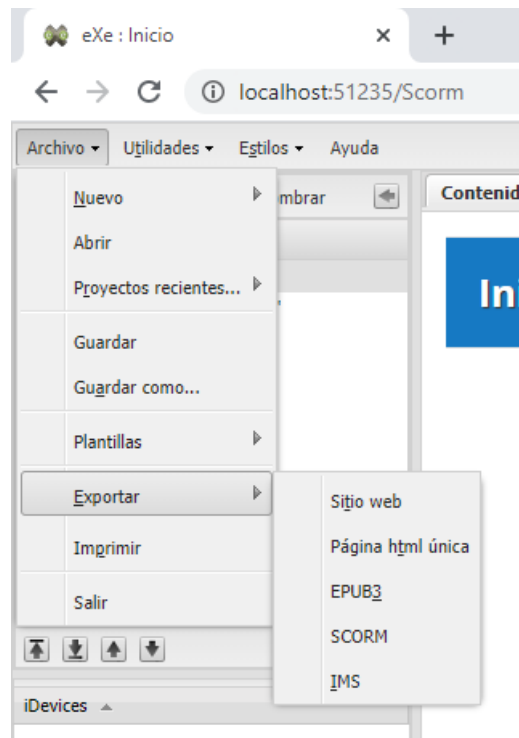 eXe : Inicio
localhost:51235/Scorm
Archivo Utilidades Estilos Ayuda
Nuevo
Abrir
Proyectos recientes...
Guardar
Guardar como...
Plantillas
Exportar
Imprimir
Salir
Sitio web
Página html única
EPUB3
SCORM
IMS
mbrar
Contenid
In
iDevices